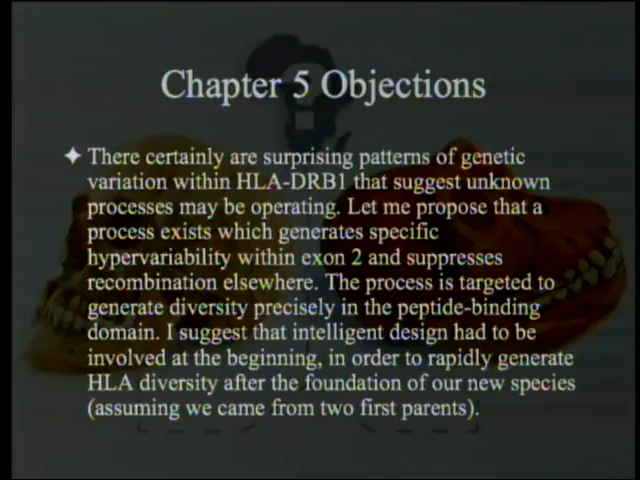 Chapter 5 Objections
There certainly are surprising patterns of genetic
variation within HLA-DRB1 that suggest unknown
processes may be operating. Let me propose that a
process exists which generates specific
hypervariability within exon 2 and suppresses
recombination elsewhere. The process is targeted to
generate diversity precisely in the peptide-binding
domain. I suggest that intelligent design had to be
involved at the beginning, in order to rapidly generate
HLA diversity after the foundation of our new species
(assuming we came from two first parents).